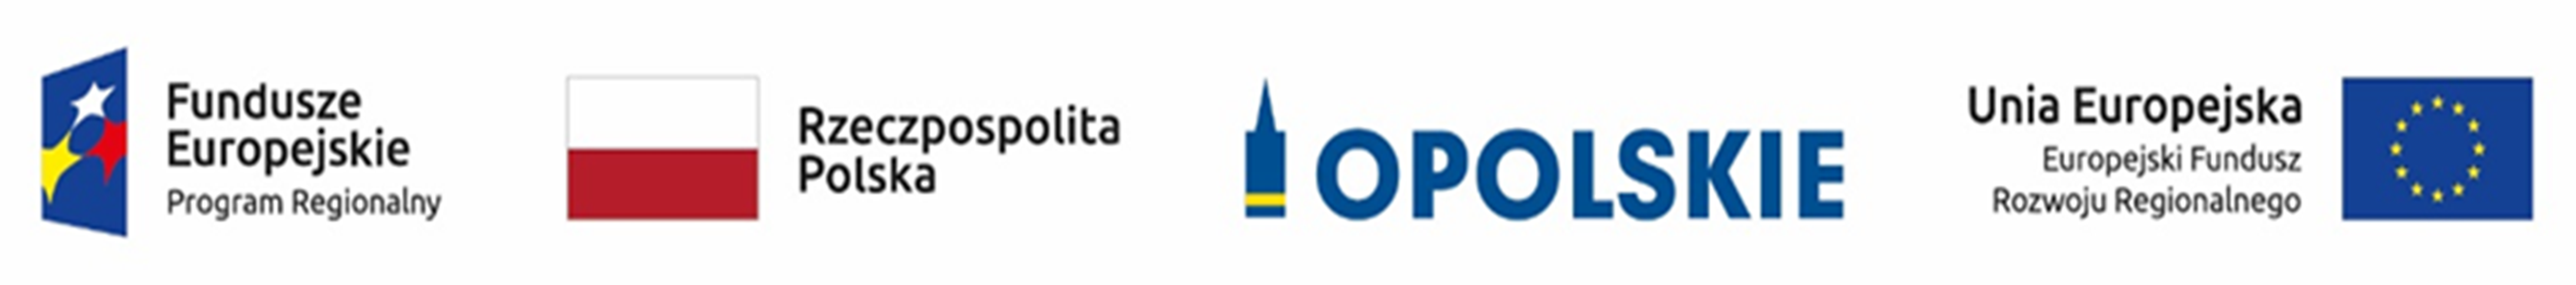 Fundusze
Europejskie
Program Regionalny
Rzeczpospolita
Polska
OPOLSKIE
Unia Europejska
Europejski Fundusz
Rozwoju Regionalnego